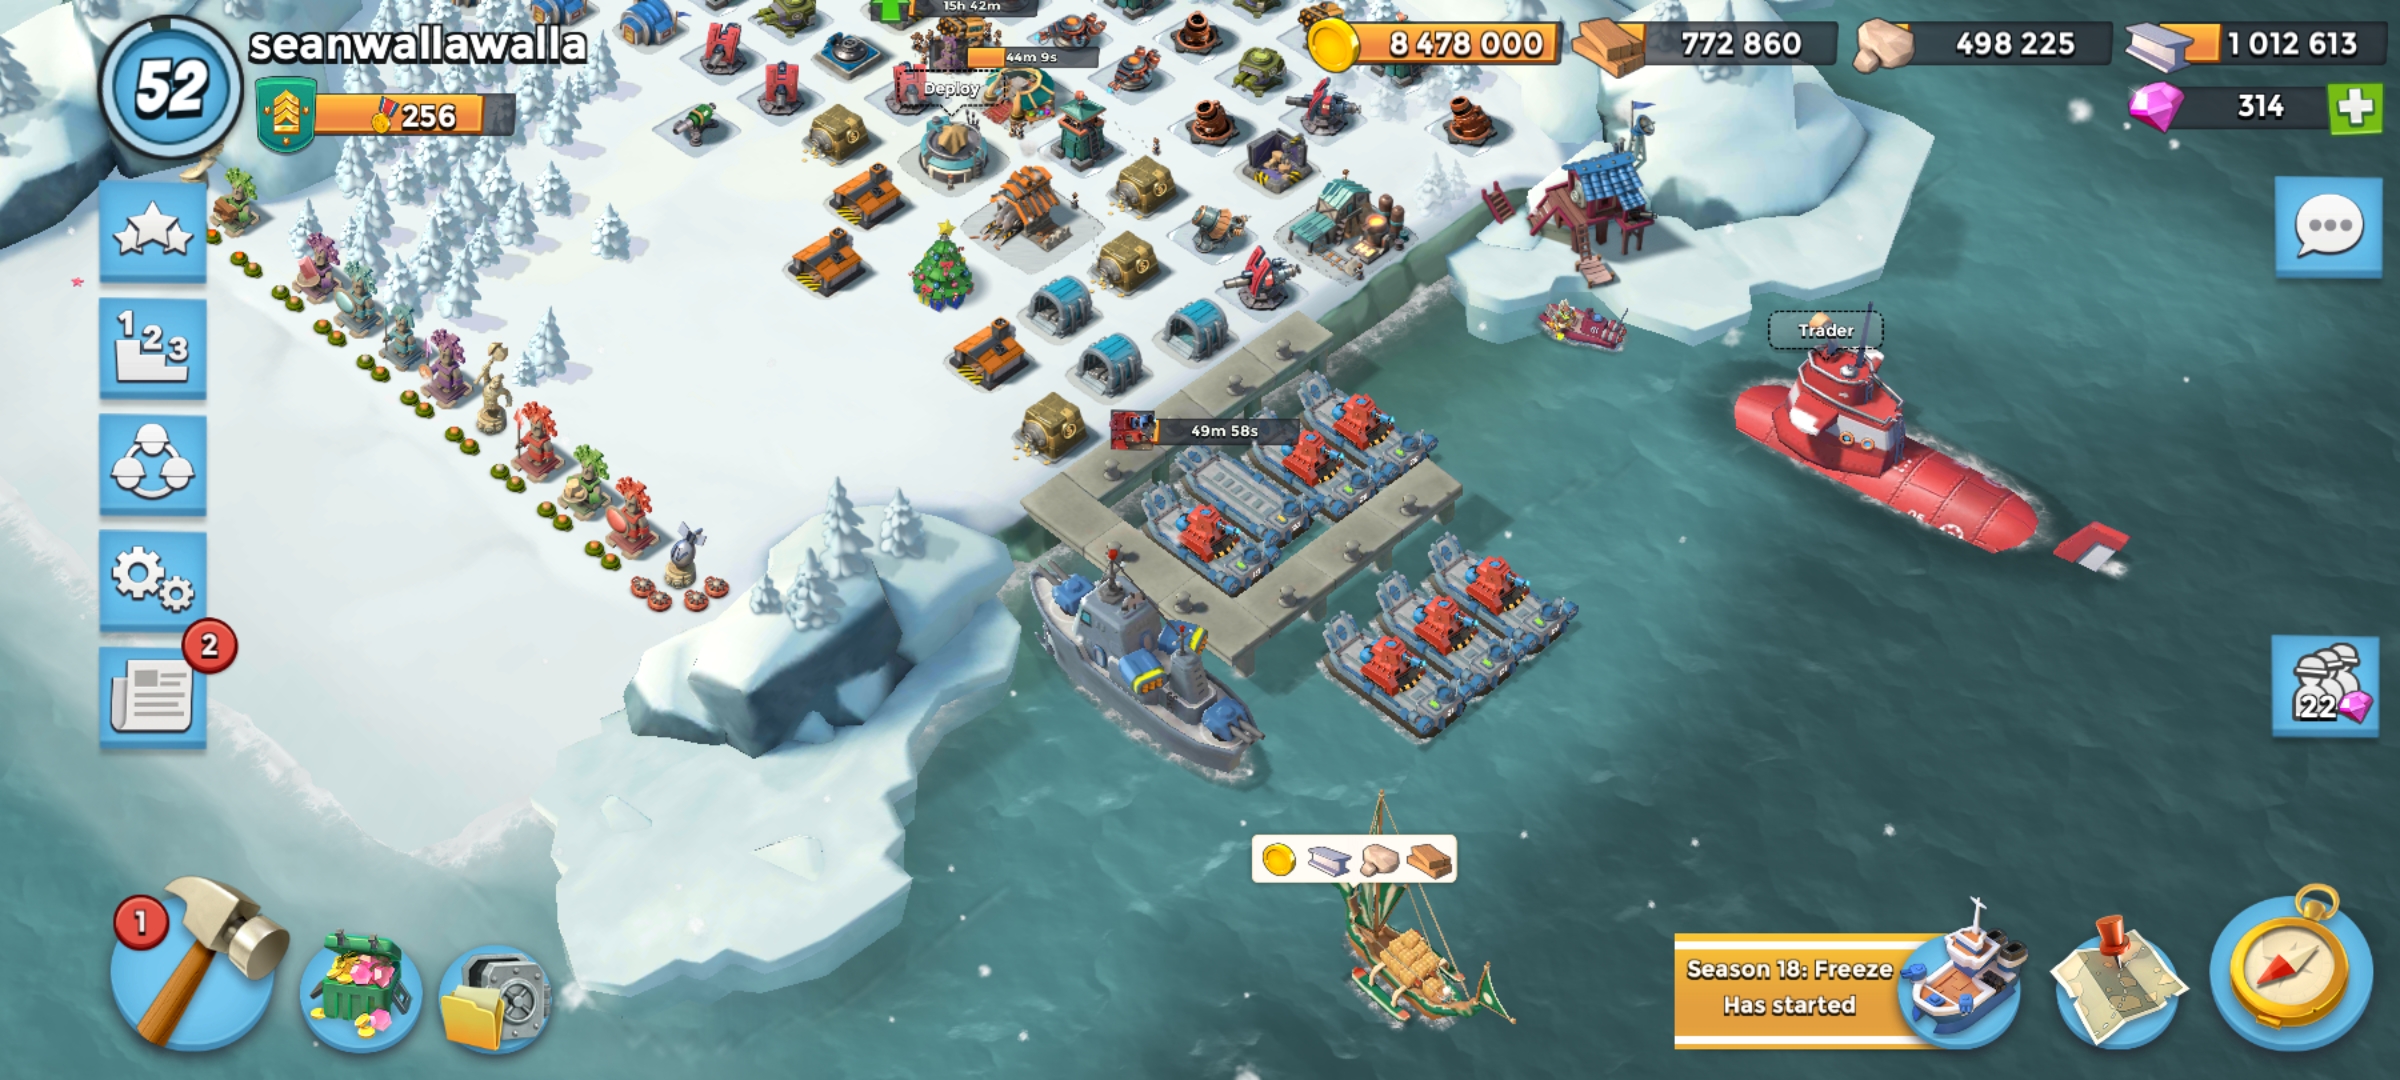 15h 42m
52
seanwallawalla
256
44m 9s
8 478 000
772 860
498 225
1 012 613
314
Deploy
Trader
123
49m 58s
2
22
1
Season 18: Freeze
Has started